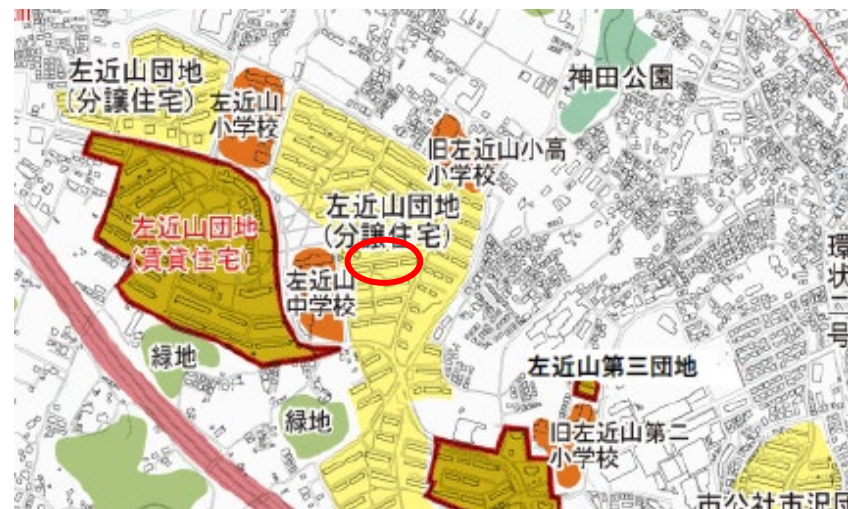 左近山団地
(分譲住宅)
左近山
小学校
神田公園
旧左近山小高
小学校
左近山団地
(分譲住宅)
左近山団地
(賃貸住宅)
左近山
中学校
環状二号
緑地
左近山第三団地
緑地
旧左近山第二
小学校
市公社市沢団